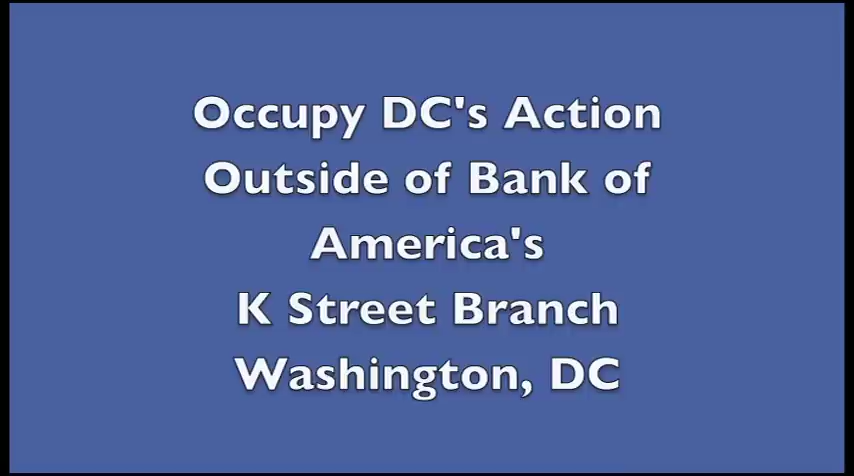 Occupy DC's Action
Outside of Bank of
America's
K Street Branch
Washington, DC